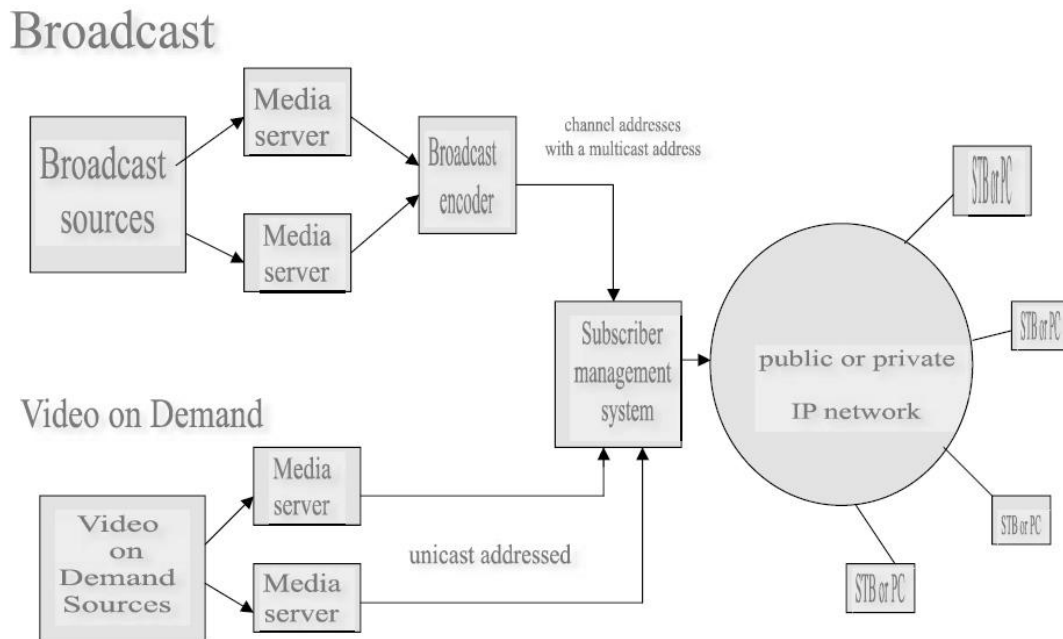 Broadcast
Broadcast
sources
Media
server
Media
server
Broadcast
encoder
channel addresses
with a multicast address
Subscriber
management
system
public or private
IP network
STB or PC
STB or PC
STB or PC
STB or PC
Video on Demand
Video
on
Demand
Sources
Media
server
Media
server
unicast addressed